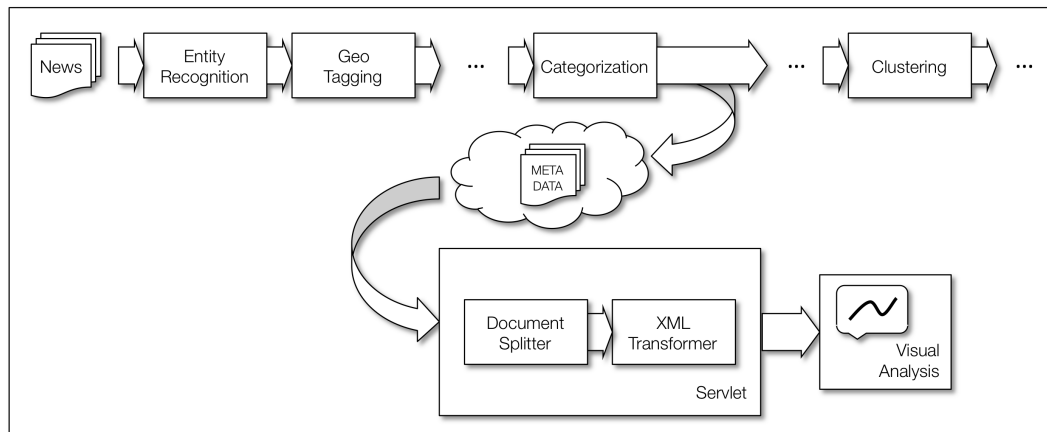 News
Entity
Recognition
Geo
Tagging
...
Categorization
...
Clustering
...
META
DATA
Document
Splitter
XML
Transformer
Servlet
Visual
Analysis